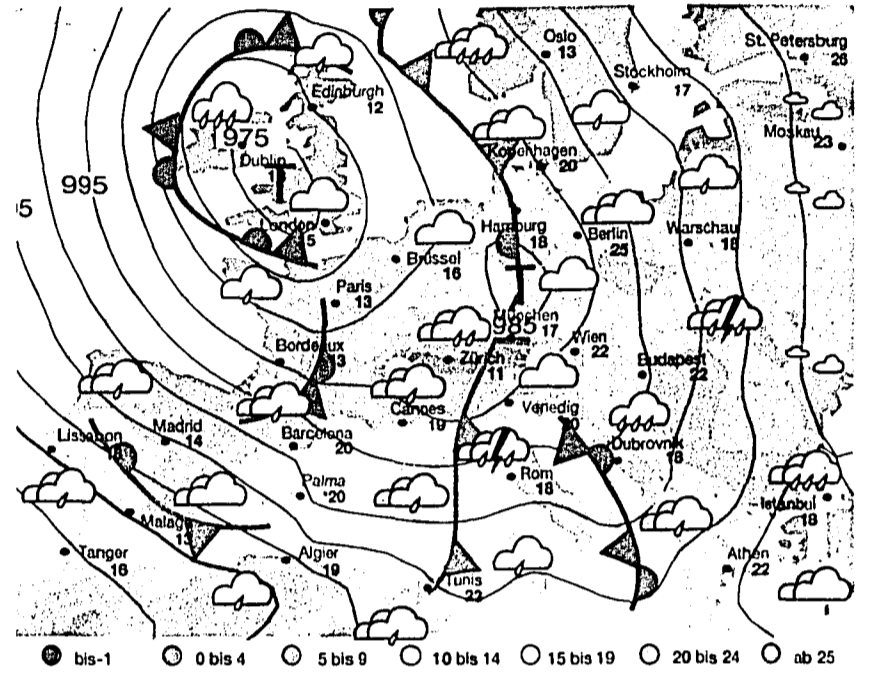 Oslo
13
St. Petersburg
26
Stockholm
17
Edinburgh
12
975
Moskau
23
Dublin
Kopenhagen
20
995
5
London
5
Hamburg
18
Berlin
25
Warschau
18
Brüssel
16
Paris
13
München
17
985
Bordeaux
13
Wien
22
Zürich
11
Budapest
22
Cannes
19
Venedig
Lissabon
Madrid
14
Barcelona
20
Dubrovnik
18
Rom
18
Palma
20
Istanbul
18
Malaga
13
Tanger
16
Algier
19
Tunis
22
Athen
22
bis-1
0 bis 4
5 bis 9
10 bis 14
15 bis 19
20 bis 24
ab 25